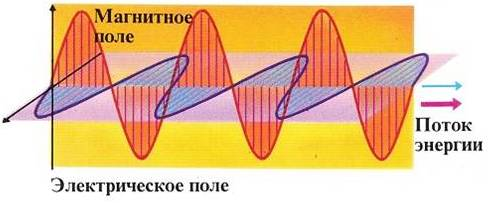 Магнитное
поле
Поток
энергии
Электрическое поле